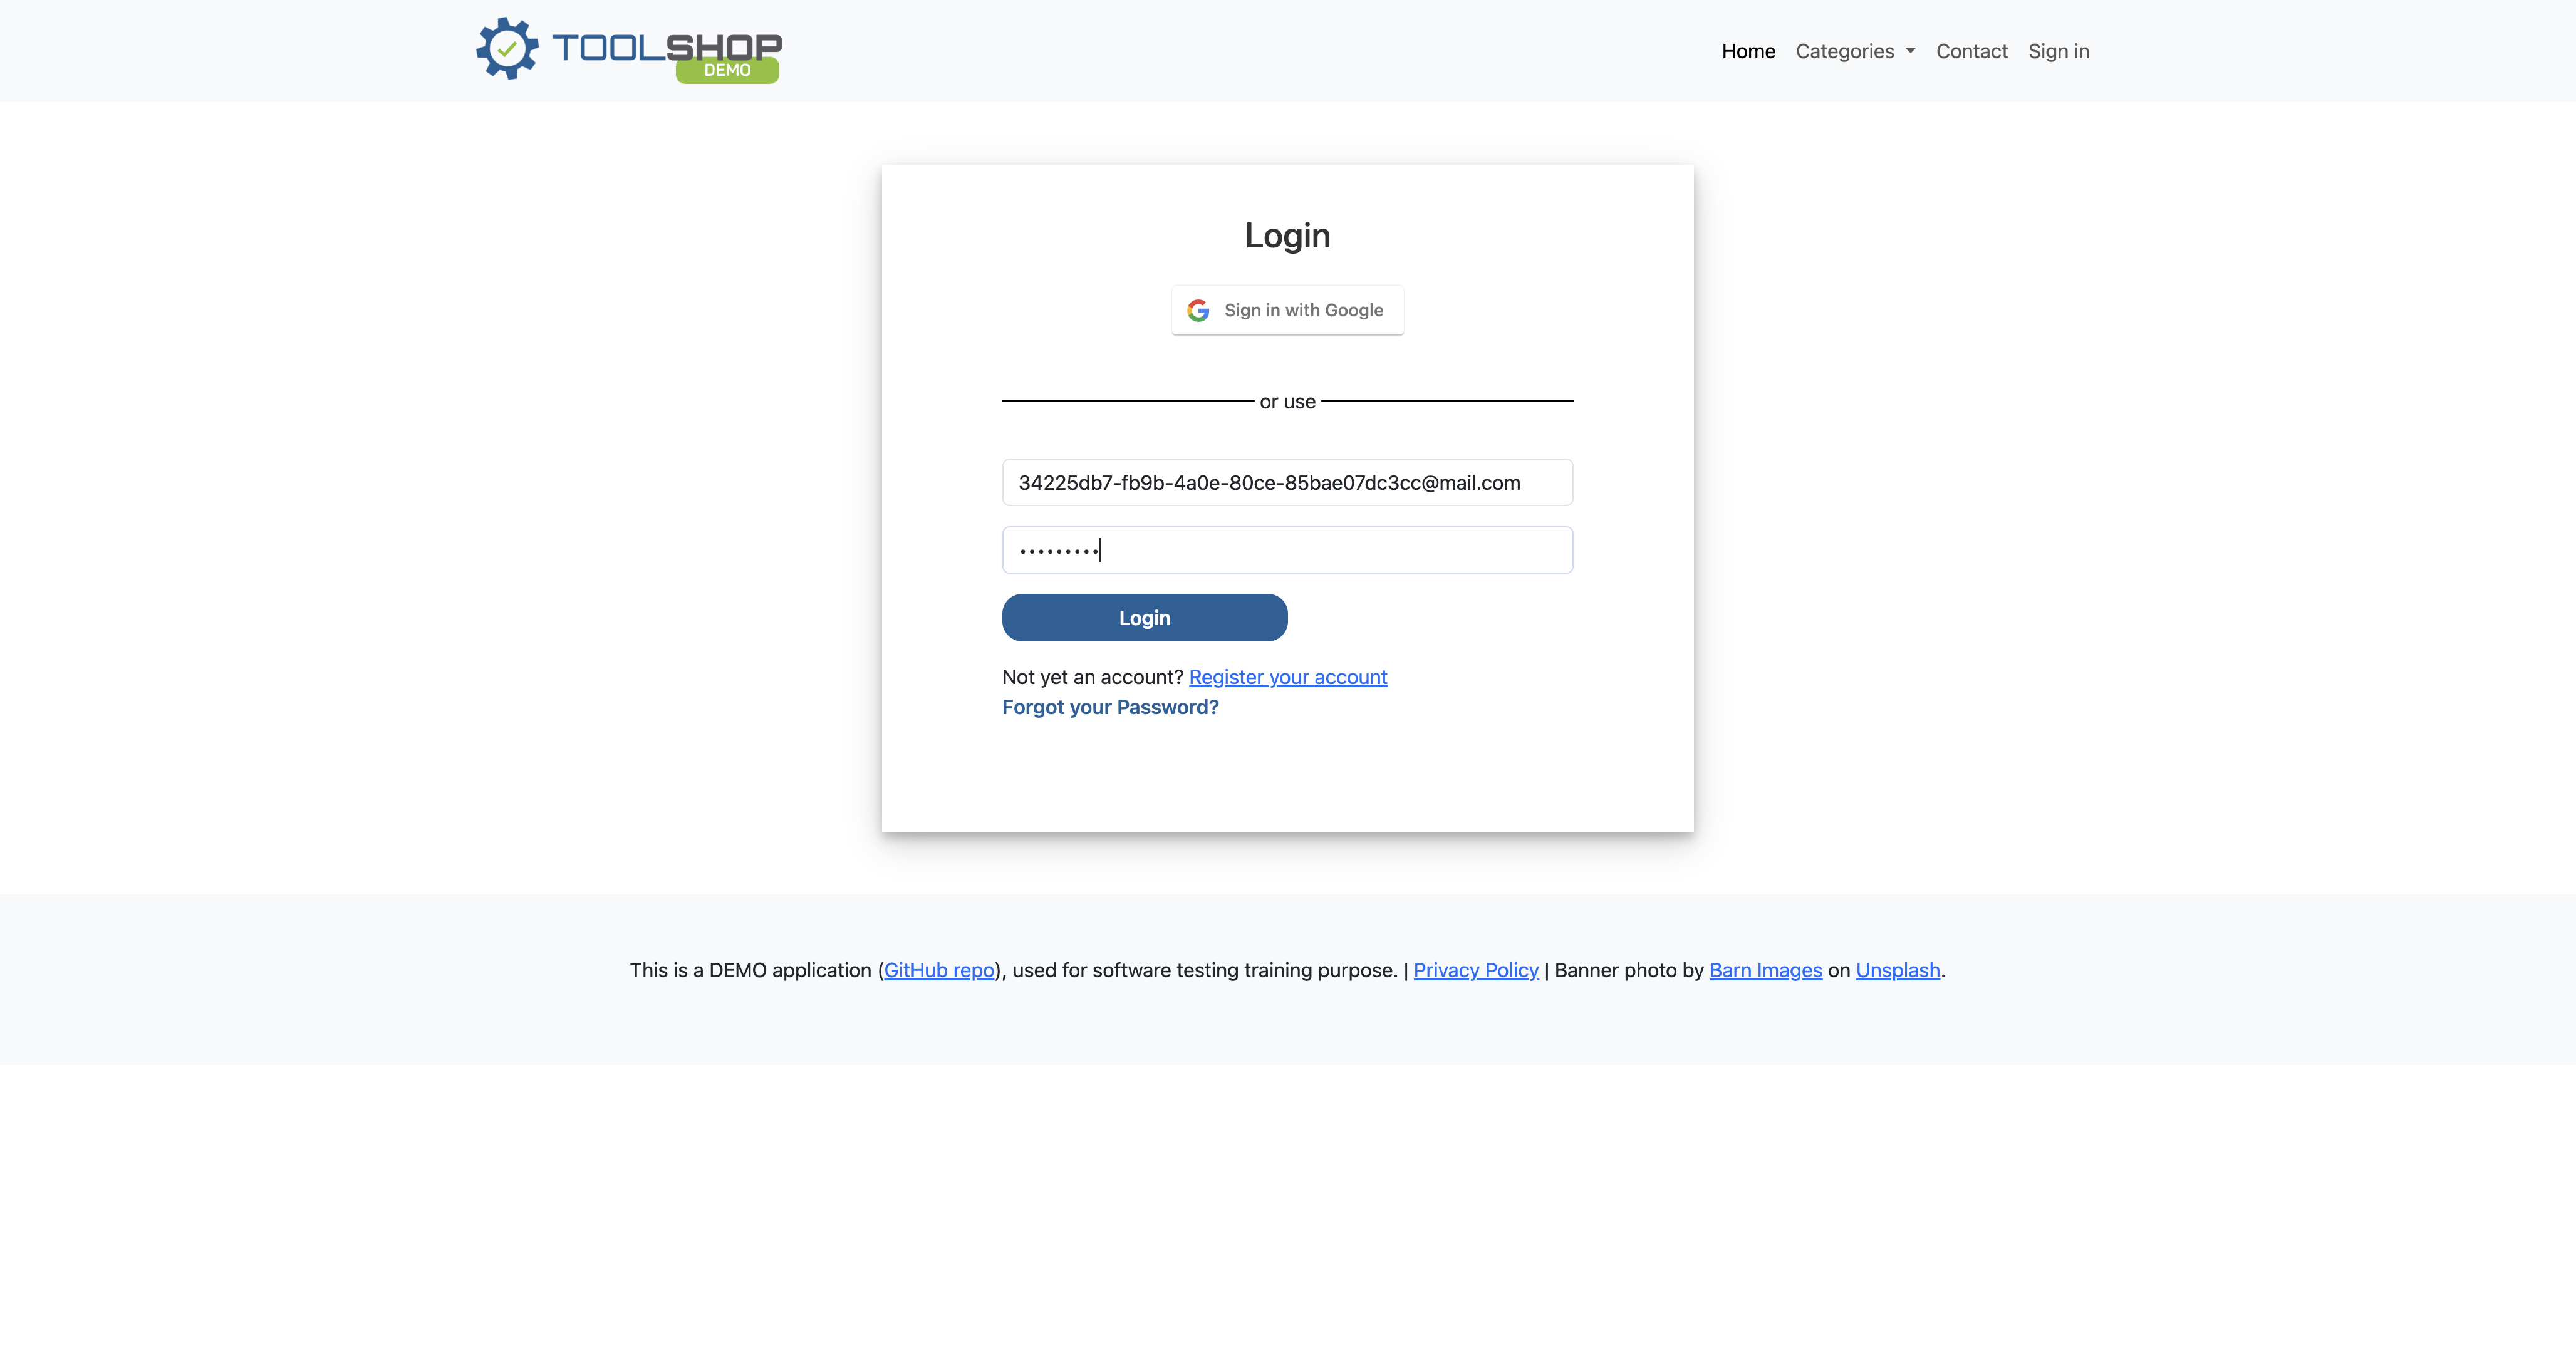 TOOLSHOP
DEMO
Home Categories Contact Sign in
Login
Sign in with Google
or use
34225db7-fb9b-4a0e-80ce-85bae07dc3cc@mail.com
•••••••••
Login
Not yet an account? Register your account
Forgot your Password?
This is a DEMO application (GitHub repo), used for software testing training purpose. | Privacy Policy | Banner photo by Barn Images on Unsplash.